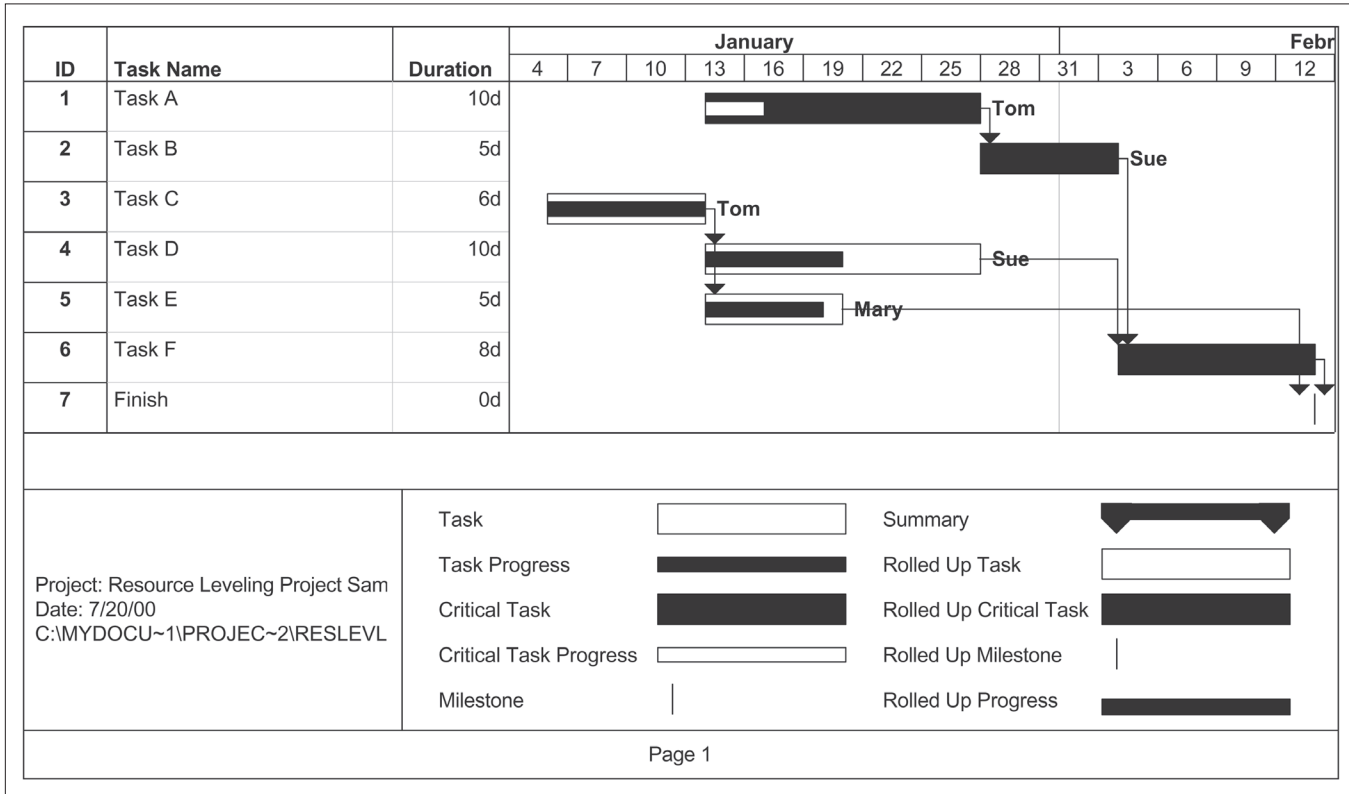 January Febr
ID Task Name Duration 4 7 10 13 16 19 22 25 28 31 3 6 9 12
1 Task A 10d Tom
2 Task B 5d Sue
3 Task C 6d Tom
4 Task D 10d Sue
5 Task E 5d Mary
6 Task F 8d
7 Finish 0d
Project: Resource Leveling Project Sam
Date: 7/20/00
C:\MYDOCU~1\PROJEC~2\RESLEVL
Task
Task Progress
Critical Task
Critical Task Progress
Milestone
Summary
Rolled Up Task
Rolled Up Critical Task
Rolled Up Milestone
Rolled Up Progress
Page 1